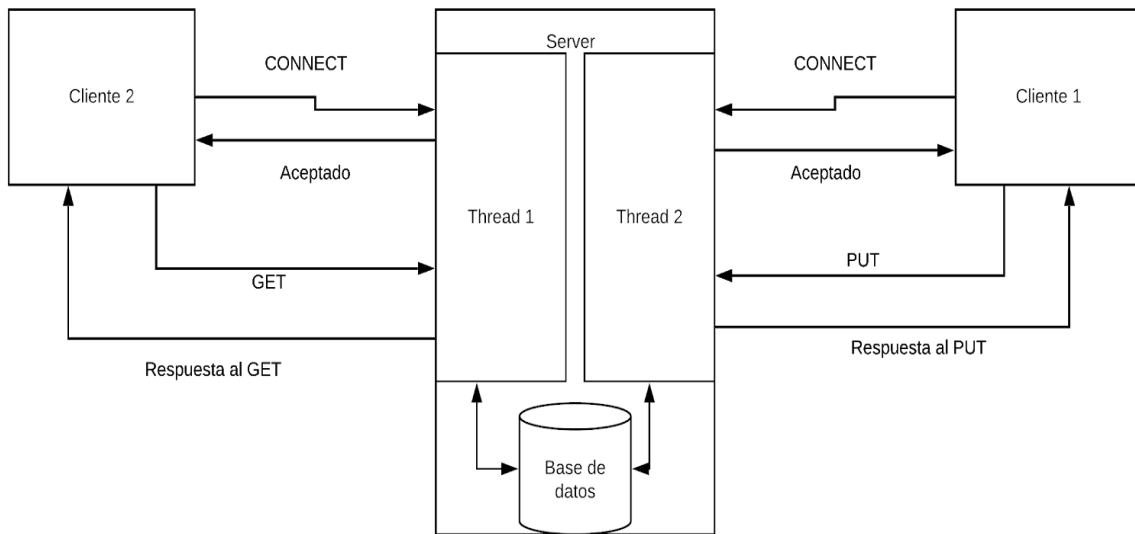 Server
CONNECT
CONNECT
Cliente 2
Cliente 1
Aceptado
Aceptado
Thread 1
Thread 2
PUT
GET
Respuesta al PUT
Respuesta al GET
Base de
datos